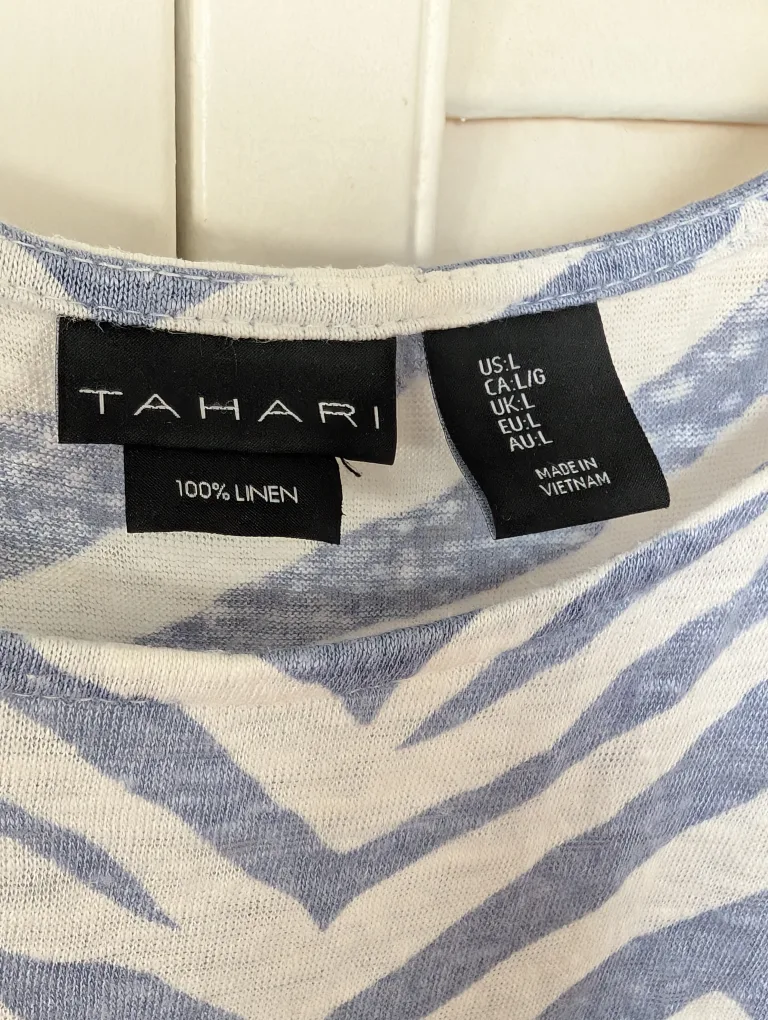 TAHARI
100% LINEN
US:L
CA:L/G
UK:L
EU:L
AU:L
MADE IN
VIETNAM